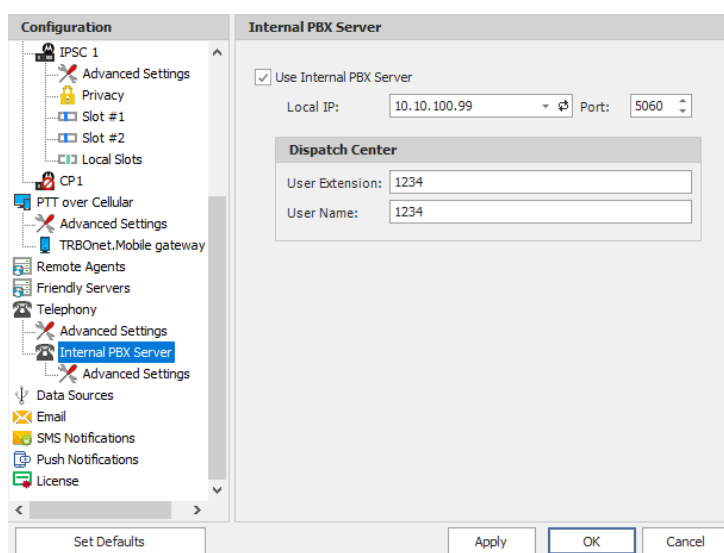 Configuration
IPSC 1
Advanced Settings
Privacy
Slot #1
Slot #2
Local Slots
CP1
PTT over Cellular
Advanced Settings
TRBOnet.Mobile gateway
Remote Agents
Friendly Servers
Telephony
Advanced Settings
Internal PBX Server
Advanced Settings
Data Sources
Email
SMS Notifications
Push Notifications
License
Set Defaults
Internal PBX Server
Use Internal PBX Server
Local IP: 10.10.100.99 Port: 5060
Dispatch Center
User Extension: 1234
User Name: 1234
Apply OK Cancel